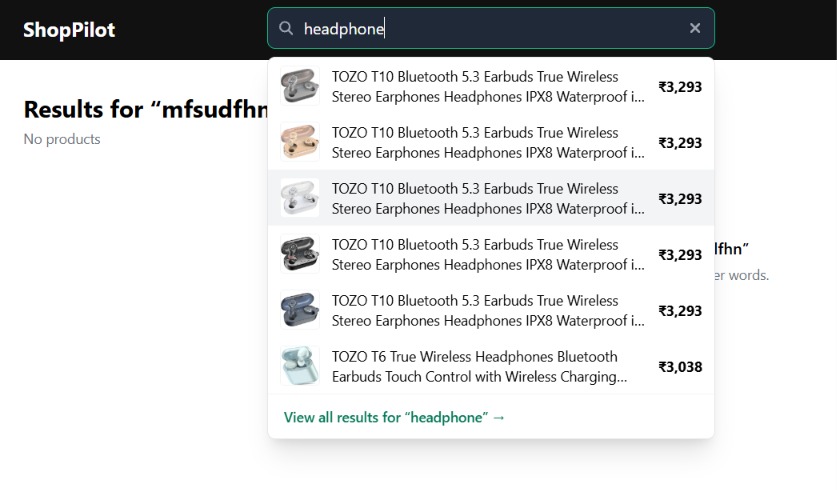 ShopPilot
headphone
Results for “mfsudfhn
No products
TOZO T10 Bluetooth 5.3 Earbuds True Wireless
Stereo Earphones Headphones IPX8 Waterproof i...
₹3,293
TOZO T10 Bluetooth 5.3 Earbuds True Wireless
Stereo Earphones Headphones IPX8 Waterproof i...
₹3,293
TOZO T10 Bluetooth 5.3 Earbuds True Wireless
Stereo Earphones Headphones IPX8 Waterproof i...
₹3,293
TOZO T10 Bluetooth 5.3 Earbuds True Wireless
Stereo Earphones Headphones IPX8 Waterproof i...
₹3,293
TOZO T10 Bluetooth 5.3 Earbuds True Wireless
Stereo Earphones Headphones IPX8 Waterproof i...
₹3,293
TOZO T6 True Wireless Headphones Bluetooth
Earbuds Touch Control with Wireless Charging...
₹3,038
View all results for “headphone” →
dfhn”
er words.